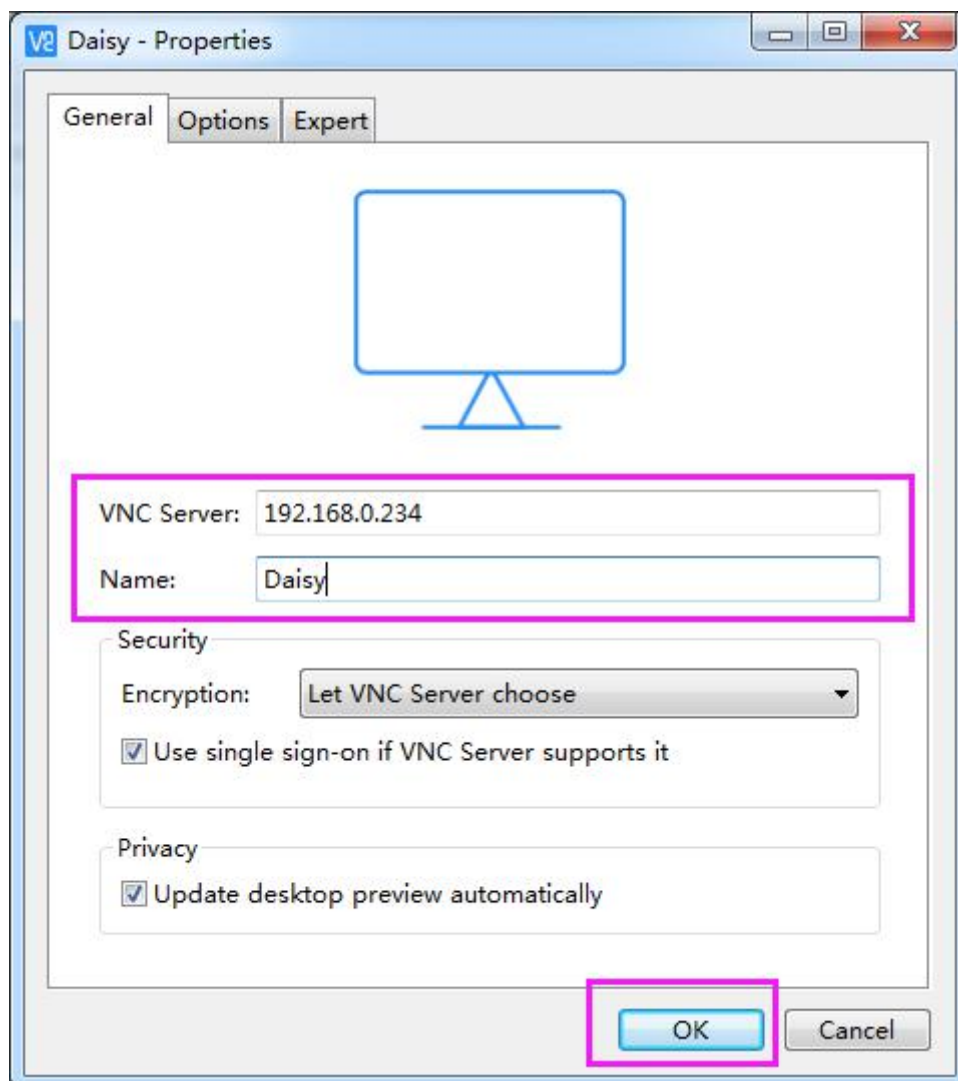 V2 Daisy - Properties
General Options Expert
VNC Server: 192.168.0.234
Name: Daisy
Security
Encryption: Let VNC Server choose
Use single sign-on if VNC Server supports it
Privacy
Update desktop preview automatically
OK Cancel